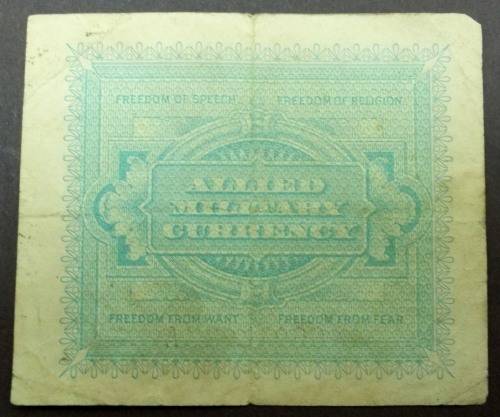 FREEDOM OF SPEECH FREEDOM OF RELIGION
ALLIED
MILITARY
CURRENCY
FREEDOM FROM WANT FREEDOM FROM FEAR